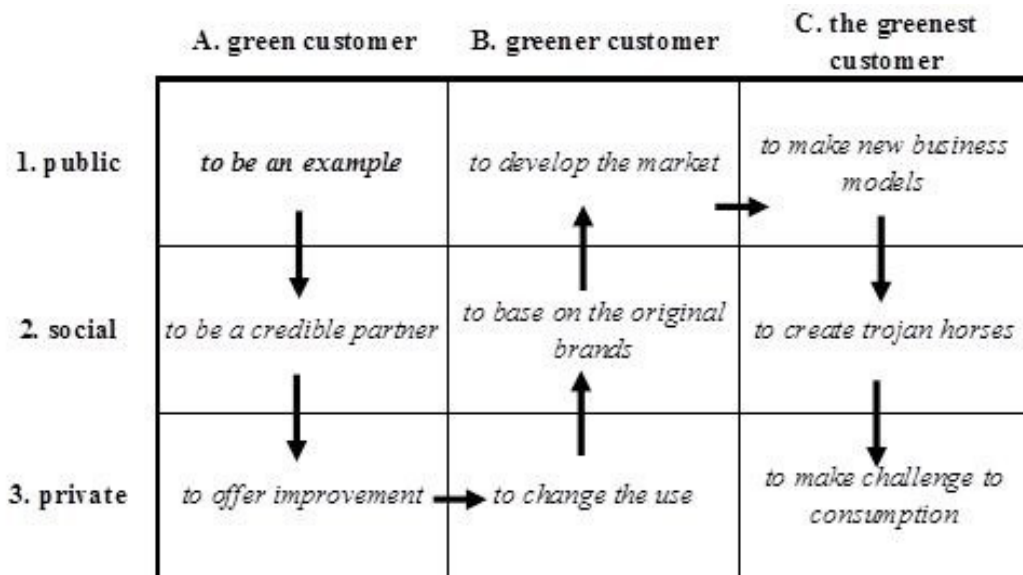 A. green customer
B. greener customer
C. the greenest
customer
1. public
to be an example
to develop the market
to make new business
models
2. social
to be a credible partner
to base on the original
brands
to create trojan horses
3. private
to offer improvement
to change the use
to make challenge to
consumption